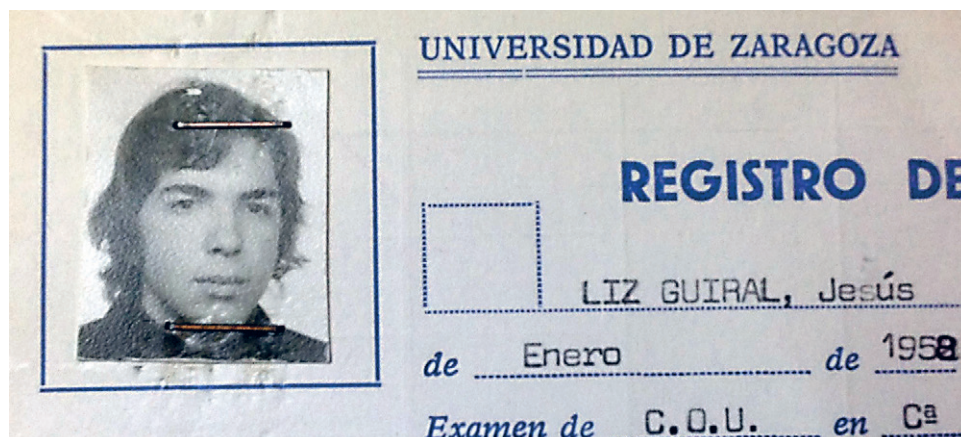 UNIVERSIDAD DE ZARAGOZA
REGISTRO DE
LIZ GUIRAL, Jesús
de Enero de 1958
Examen de C.O.U. en Cª